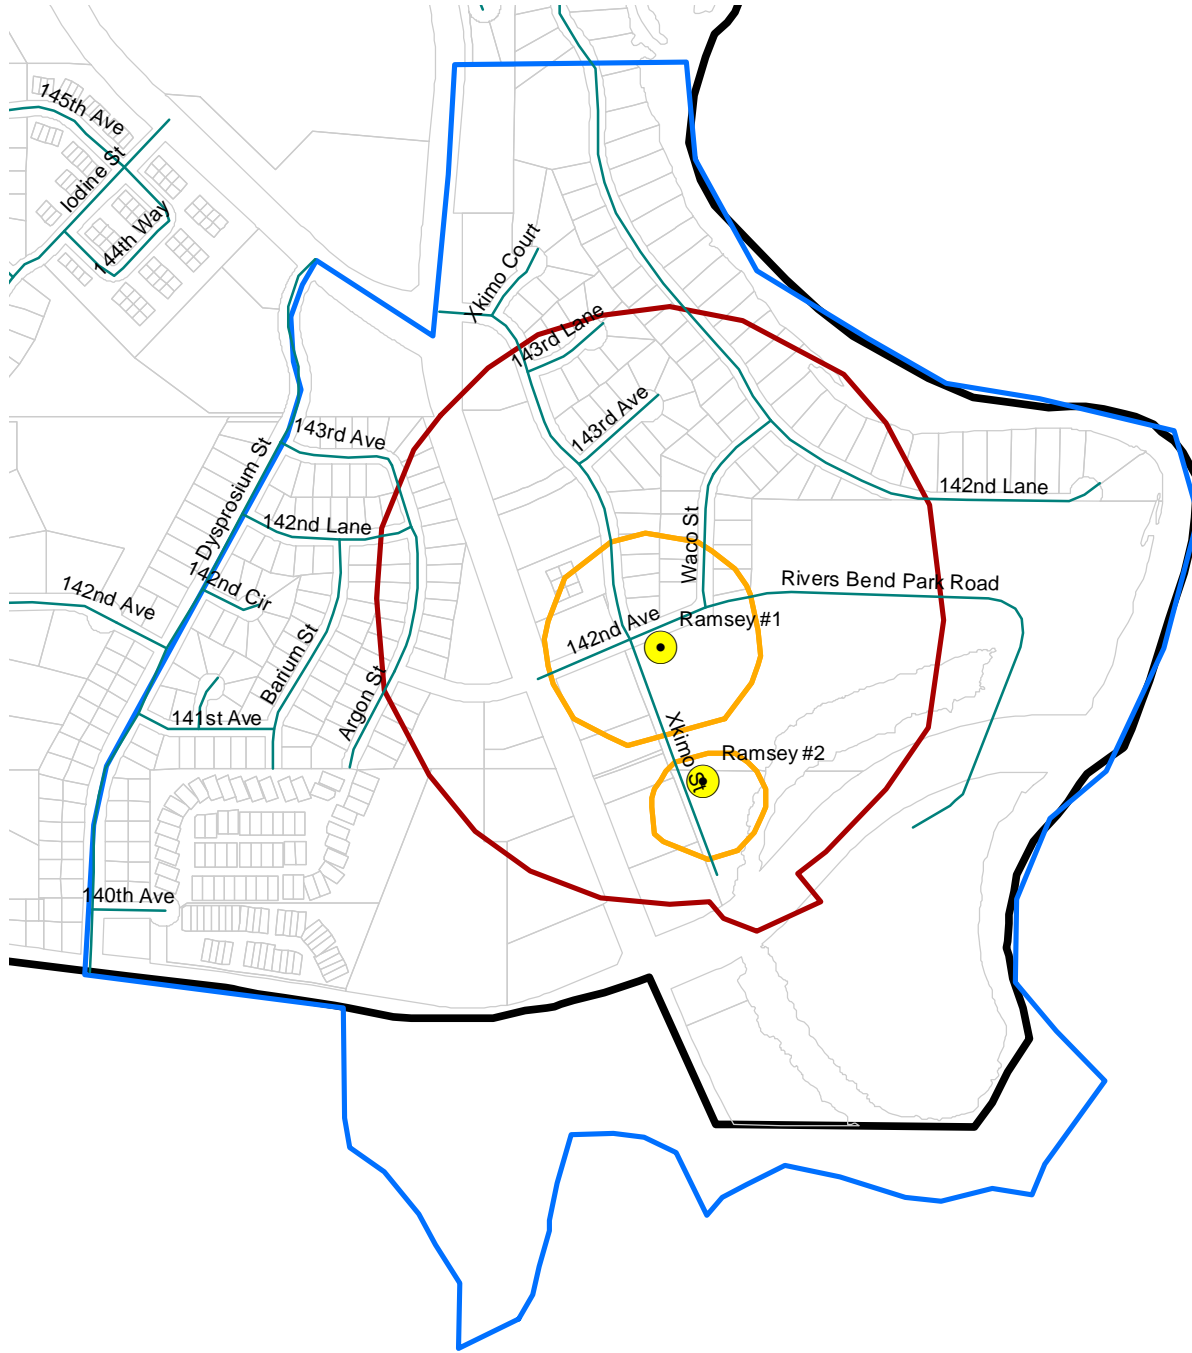 145th Ave
Iodine St
144th Way
Xkimo Court
143rd Lane
143rd Ave
143rd Ave
Dysprosium St
142nd Lane
142nd Lane
Waco St
142nd Cir
142nd Ave
Rivers Bend Park Road
Ramsey #1
142nd Ave
Barium St
Argon St
141st Ave
Xkimo St
Ramsey #2
140th Ave